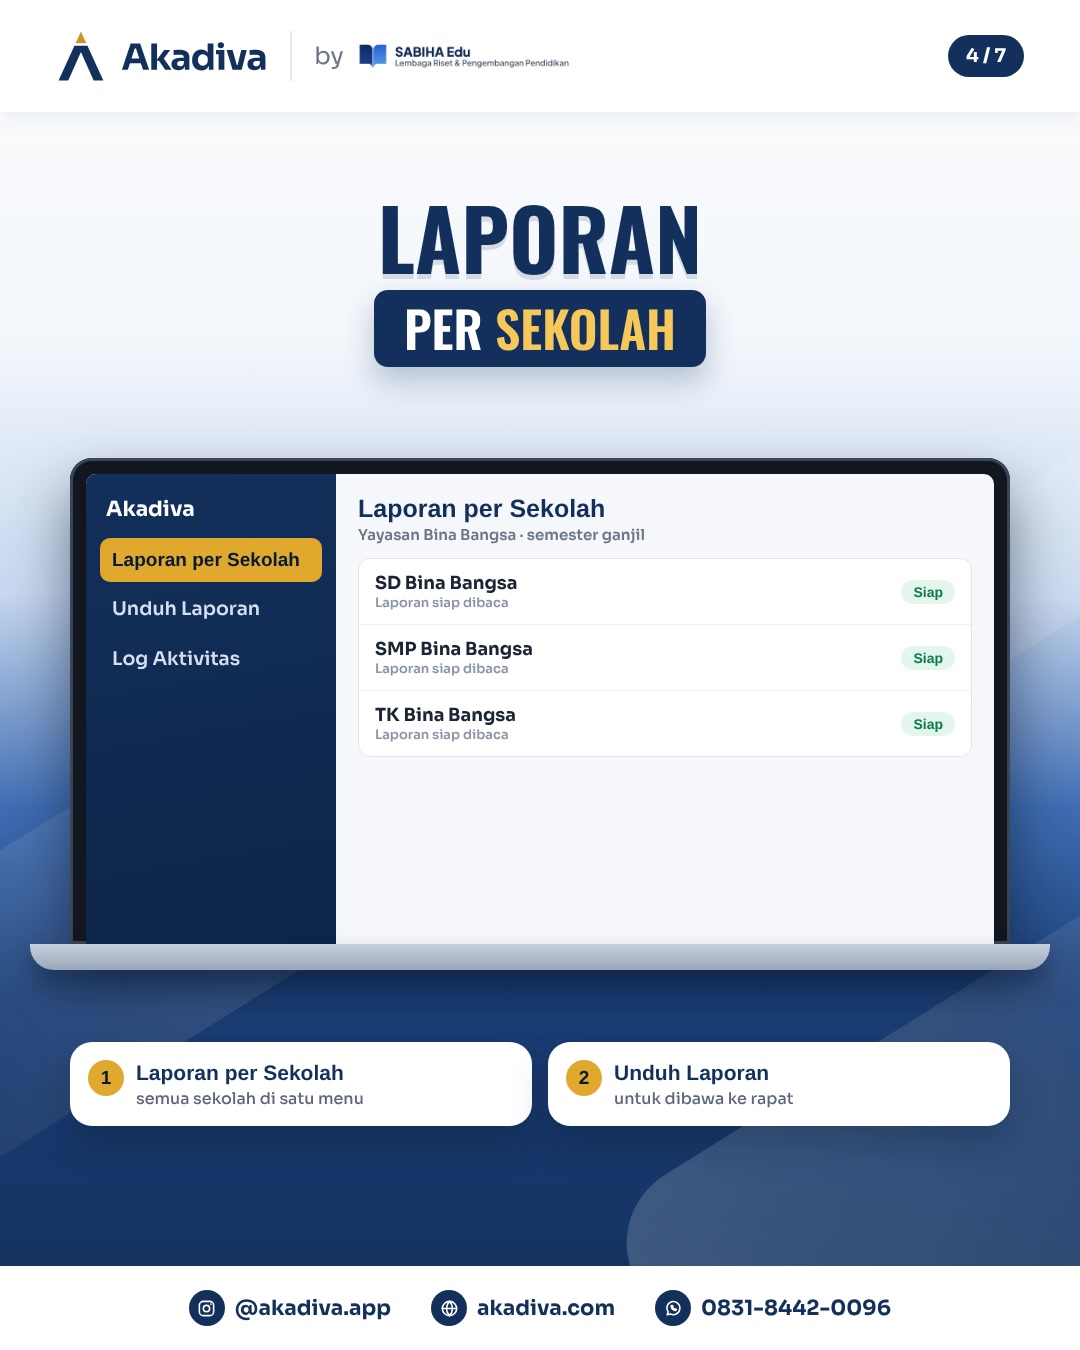 Akadiva
by
SABIHA Edu
Lembaga Riset & Pengembangan Pendidikan
4 / 7
LAPORAN
PER SEKOLAH
Akadiva
Laporan per Sekolah
Unduh Laporan
Log Aktivitas
Laporan per Sekolah
Yayasan Bina Bangsa · semester ganjil
SD Bina Bangsa
Laporan siap dibaca
Siap
SMP Bina Bangsa
Laporan siap dibaca
Siap
TK Bina Bangsa
Laporan siap dibaca
Siap
1
Laporan per Sekolah
semua sekolah di satu menu
2
Unduh Laporan
untuk dibawa ke rapat
@akadiva.app
akadiva.com
0831-8442-0096